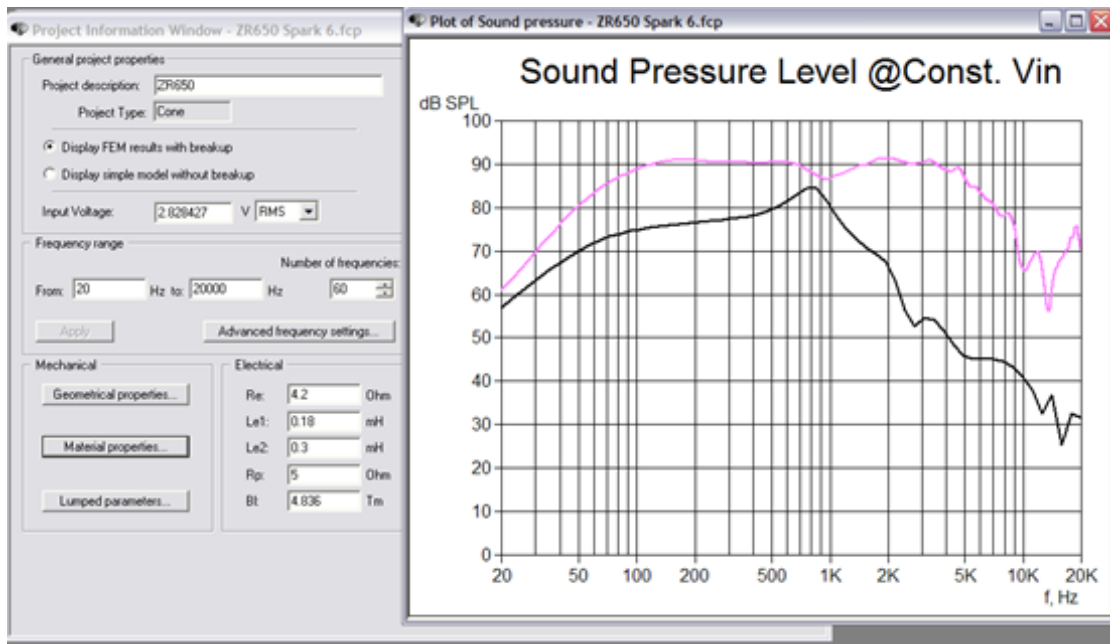 Project Information Window - ZR650 Spark 6.fcp
General project properties
Project description: ZR650
Project Type: Cone
Display FEM results with breakup
Display simple model without breakup
Input Voltage: 2.828427 V RMS
Frequency range
Number of frequencies:
From: 20 Hz to: 20000 Hz 60
Apply Advanced frequency settings...
Mechanical
Geometrical properties...
Material properties...
Lumped parameters...
Electrical
Re: 4.2 Ohm
Le1: 0.18 mH
Le2: 0.3 mH
Rp: 5 Ohm
Bl: 4.836 Tm
Plot of Sound pressure - ZR650 Spark 6.fcp
Sound Pressure Level @Const. Vin
dB SPL
100
90
80
70
60
50
40
30
20
10
0
20 50 100 200 500 1K 2K 5K 10K 20K
f, Hz